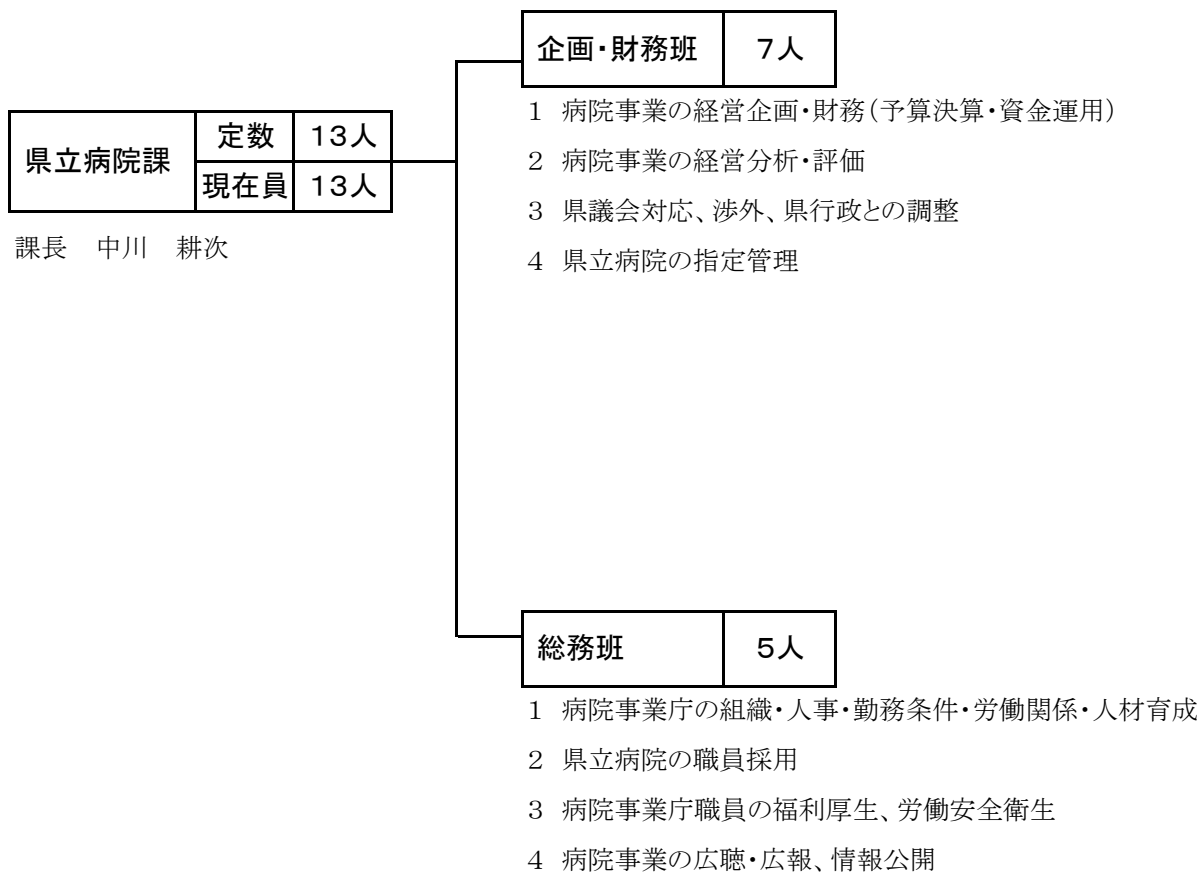 企画・財務班 7人
1 病院事業の経営企画・財務(予算決算・資金運用)
2 病院事業の経営分析・評価
3 県議会対応、渉外、県行政との調整
4 県立病院の指定管理
県立病院課 定数 13人
現在員 13人
課長 中川 耕次
総務班 5人
1 病院事業庁の組織・人事・勤務条件・労働関係・人材育成
2 県立病院の職員採用
3 病院事業庁職員の福利厚生、労働安全衛生
4 病院事業の広聴・広報、情報公開